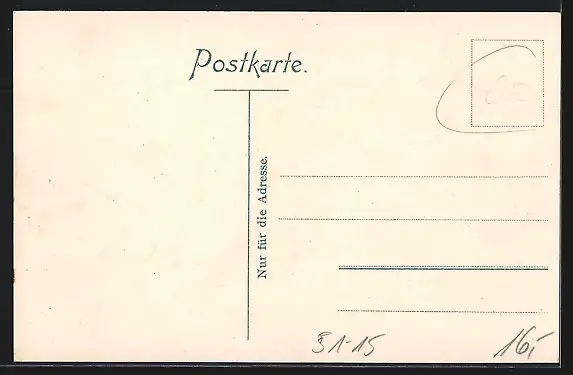 Postkarte.
Nur für die Adresse.
31-15
16,-